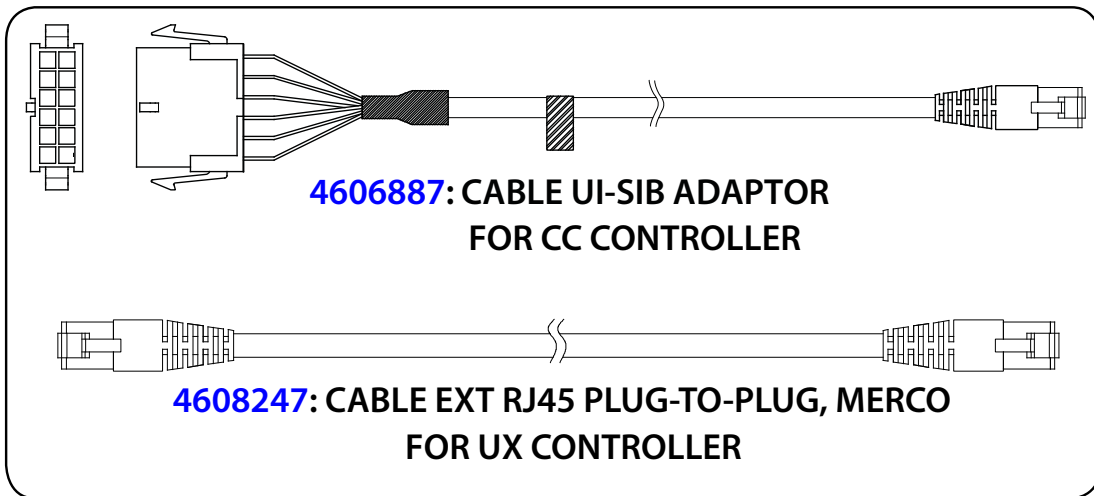 4606887: CABLE UI-SIB ADAPTOR
FOR CC CONTROLLER
4608247: CABLE EXT RJ45 PLUG-TO-PLUG, MERCO
FOR UX CONTROLLER